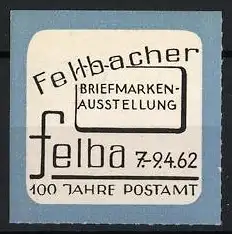 Fellbacher
BRIEFMARKEN-
AUSSTELLUNG
felba 7.-9.4.62
100 JAHRE POSTAMT